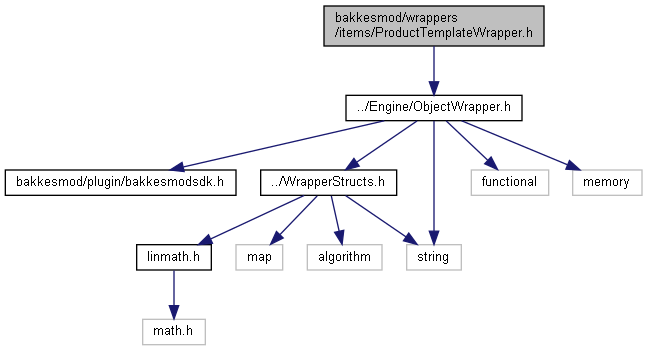 bakkesmod/wrappers
/items/ProductTemplateWrapper.h
../Engine/ObjectWrapper.h
bakkesmod/plugin/bakkesmodsdk.h
../WrapperStructs.h
functional
memory
linmath.h
map
algorithm
string
math.h